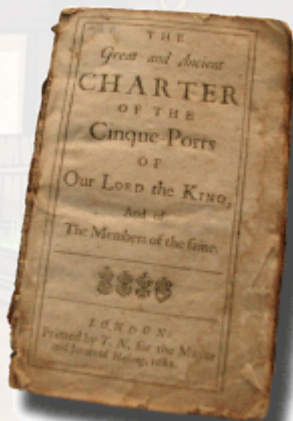 THE
Great and Ancient
CHARTER
OF THE
Cinque Ports
OF
Our LORD the KING,
And of
The Members of the same.
LONDON:
Printed by T. N. for the Mayor
and Jurats of Hasting, 1682.